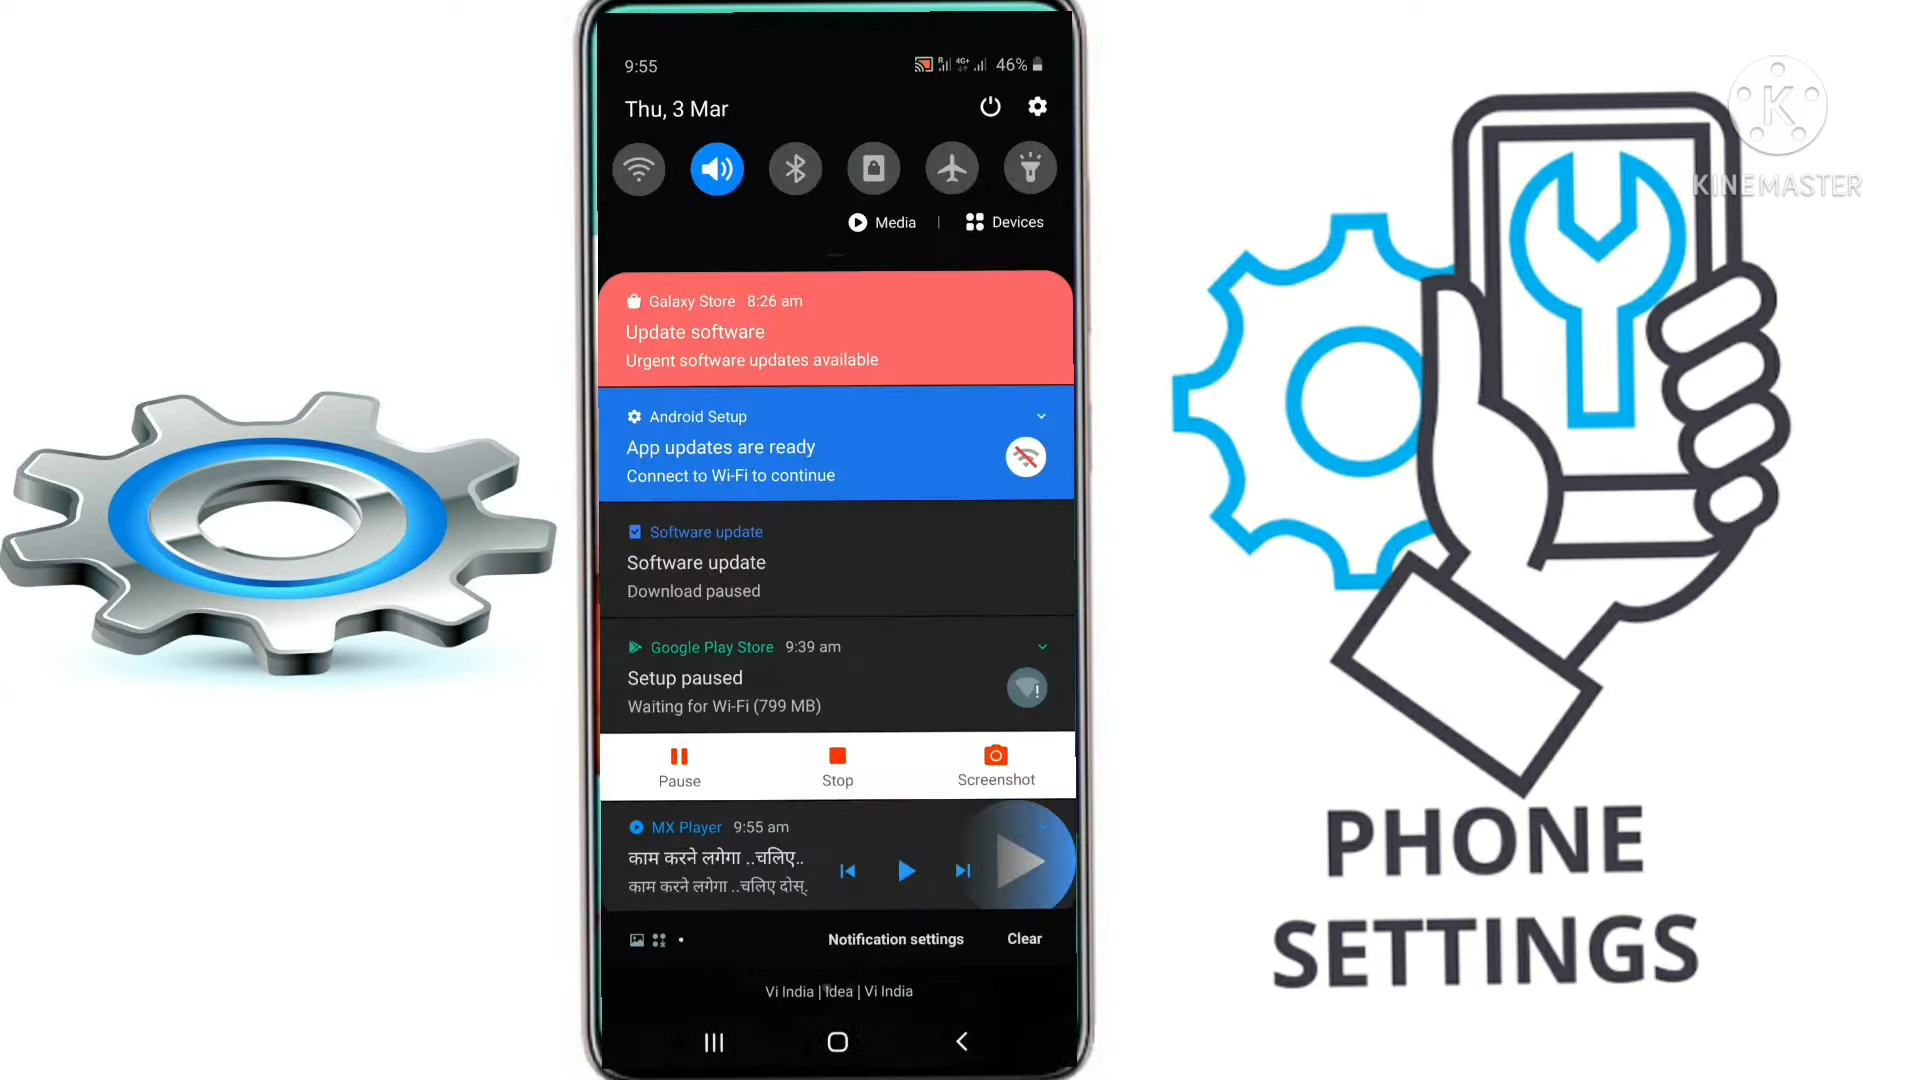 9:55
R 4G+ 46%
Thu, 3 Mar
Media | Devices
Galaxy Store 8:26 am
Update software
Urgent software updates available
Android Setup
App updates are ready
Connect to Wi-Fi to continue
Software update
Software update
Download paused
Google Play Store 9:39 am
Setup paused
Waiting for Wi-Fi (799 MB)
Pause Stop Screenshot
MX Player 9:55 am
काम करने लगेगा ..चलिए..
काम करने लगेगा ..चलिए दोस्.
Notification settings Clear
Vi India | Idea | Vi India
K
KINEMASTER
PHONE
SETTINGS